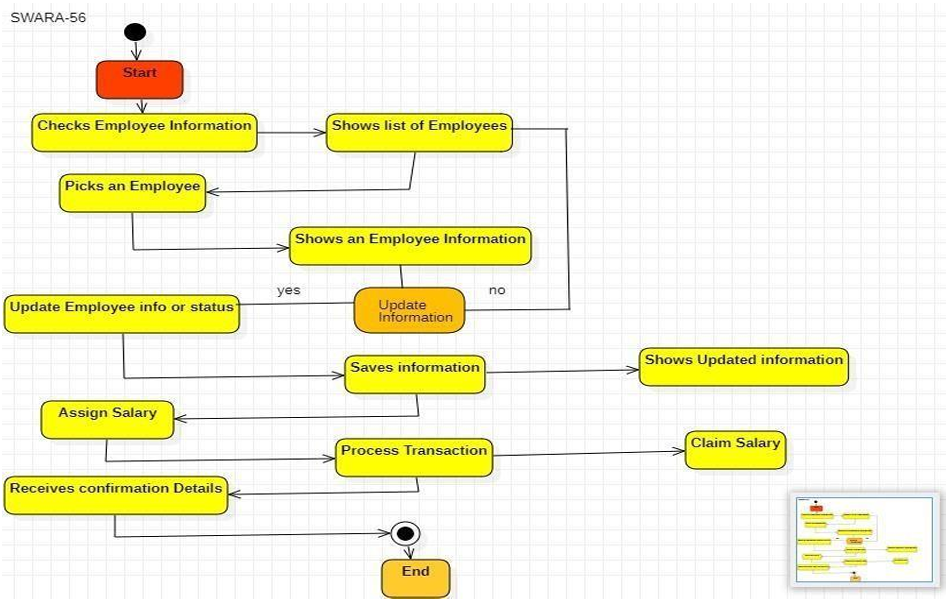 SWARA-56
Start
Checks Employee Information
Shows list of Employees
Picks an Employee
Shows an Employee Information
yes
no
Update
Information
Update Employee info or status
Saves information
Shows Updated information
Assign Salary
Process Transaction
Claim Salary
Receives confirmation Details
End